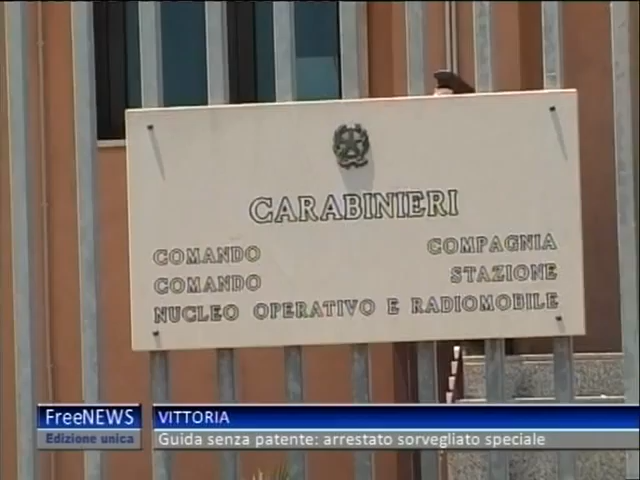 CARABINIERI
COMANDO COMPAGNIA
COMANDO STAZIONE
NUCLEO OPERATIVO E RADIOMOBILE
FreeNEWS VITTORIA
Edizione unica Guida senza patente: arrestato sorvegliato speciale